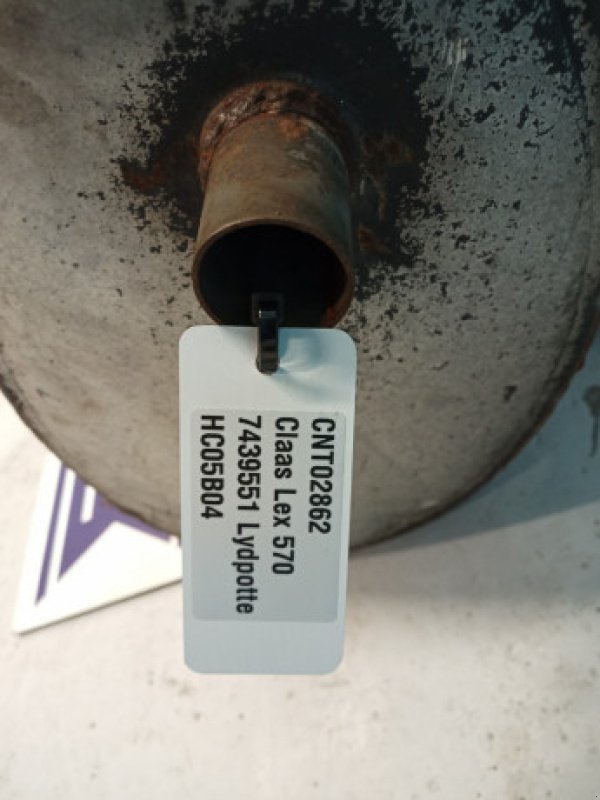 CNT02862
Claas Lex 570
7439551 Lydpotte
HC05B04